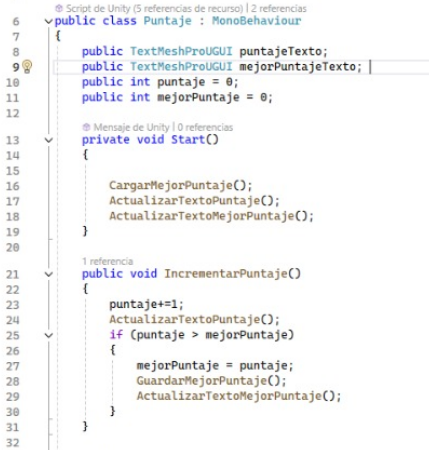 Script de Unity (5 referencias de recurso) | 2 referencias
6 public class Puntaje : MonoBehaviour
7 {
8 public TextMeshProUGUI puntajeTexto;
9 public TextMeshProUGUI mejorPuntajeTexto;
10 public int puntaje = 0;
11 public int mejorPuntaje = 0;
12
Mensaje de Unity | 0 referencias
13 private void Start()
14 {
15
16 CargarMejorPuntaje();
17 ActualizarTextoPuntaje();
18 ActualizarTextoMejorPuntaje();
19 }
20
1 referencia
21 public void IncrementarPuntaje()
22 {
23 puntaje+=1;
24 ActualizarTextoPuntaje();
25 if (puntaje > mejorPuntaje)
26 {
27 mejorPuntaje = puntaje;
28 GuardarMejorPuntaje();
29 ActualizarTextoMejorPuntaje();
30 }
31 }
32